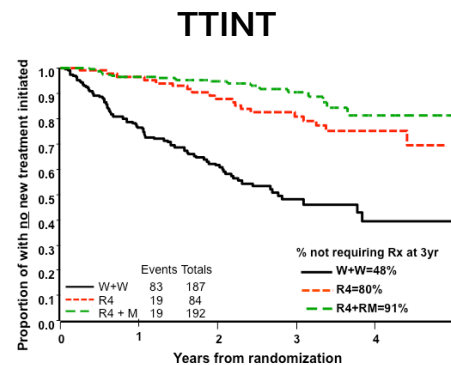 TTINT
Proportion of with no new treatment initiated
1.0
0.9
0.8
0.7
0.6
0.5
0.4
0.3
0.2
0.1
0.0
Events Totals
W+W 83 187
R4 19 84
R4 + M 19 192
% not requiring Rx at 3yr
W+W=48%
R4=80%
R4+RM=91%
0 1 2 3 4
Years from randomization